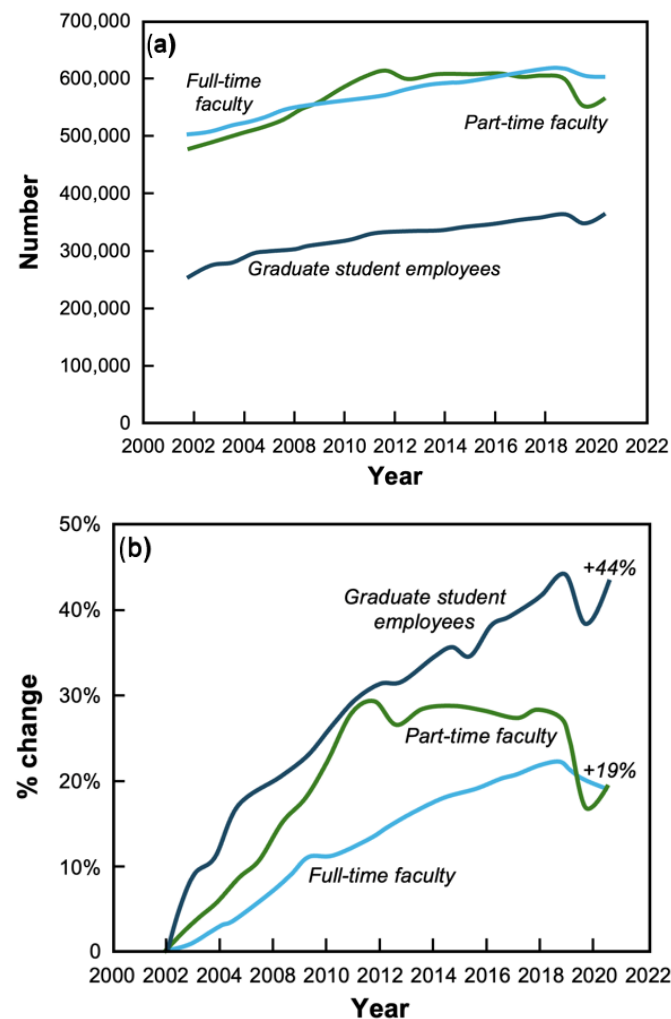 (a)
700,000
600,000
500,000
400,000
300,000
200,000
100,000
0
Number
Full-time
faculty
Part-time faculty
Graduate student employees
2000 2002 2004 2006 2008 2010 2012 2014 2016 2018 2020 2022
Year
(b)
50%
40%
30%
20%
10%
0
% change
+44%
Graduate student
employees
Part-time faculty
+19%
Full-time faculty
2000 2002 2004 2006 2008 2010 2012 2014 2016 2018 2020 2022
Year